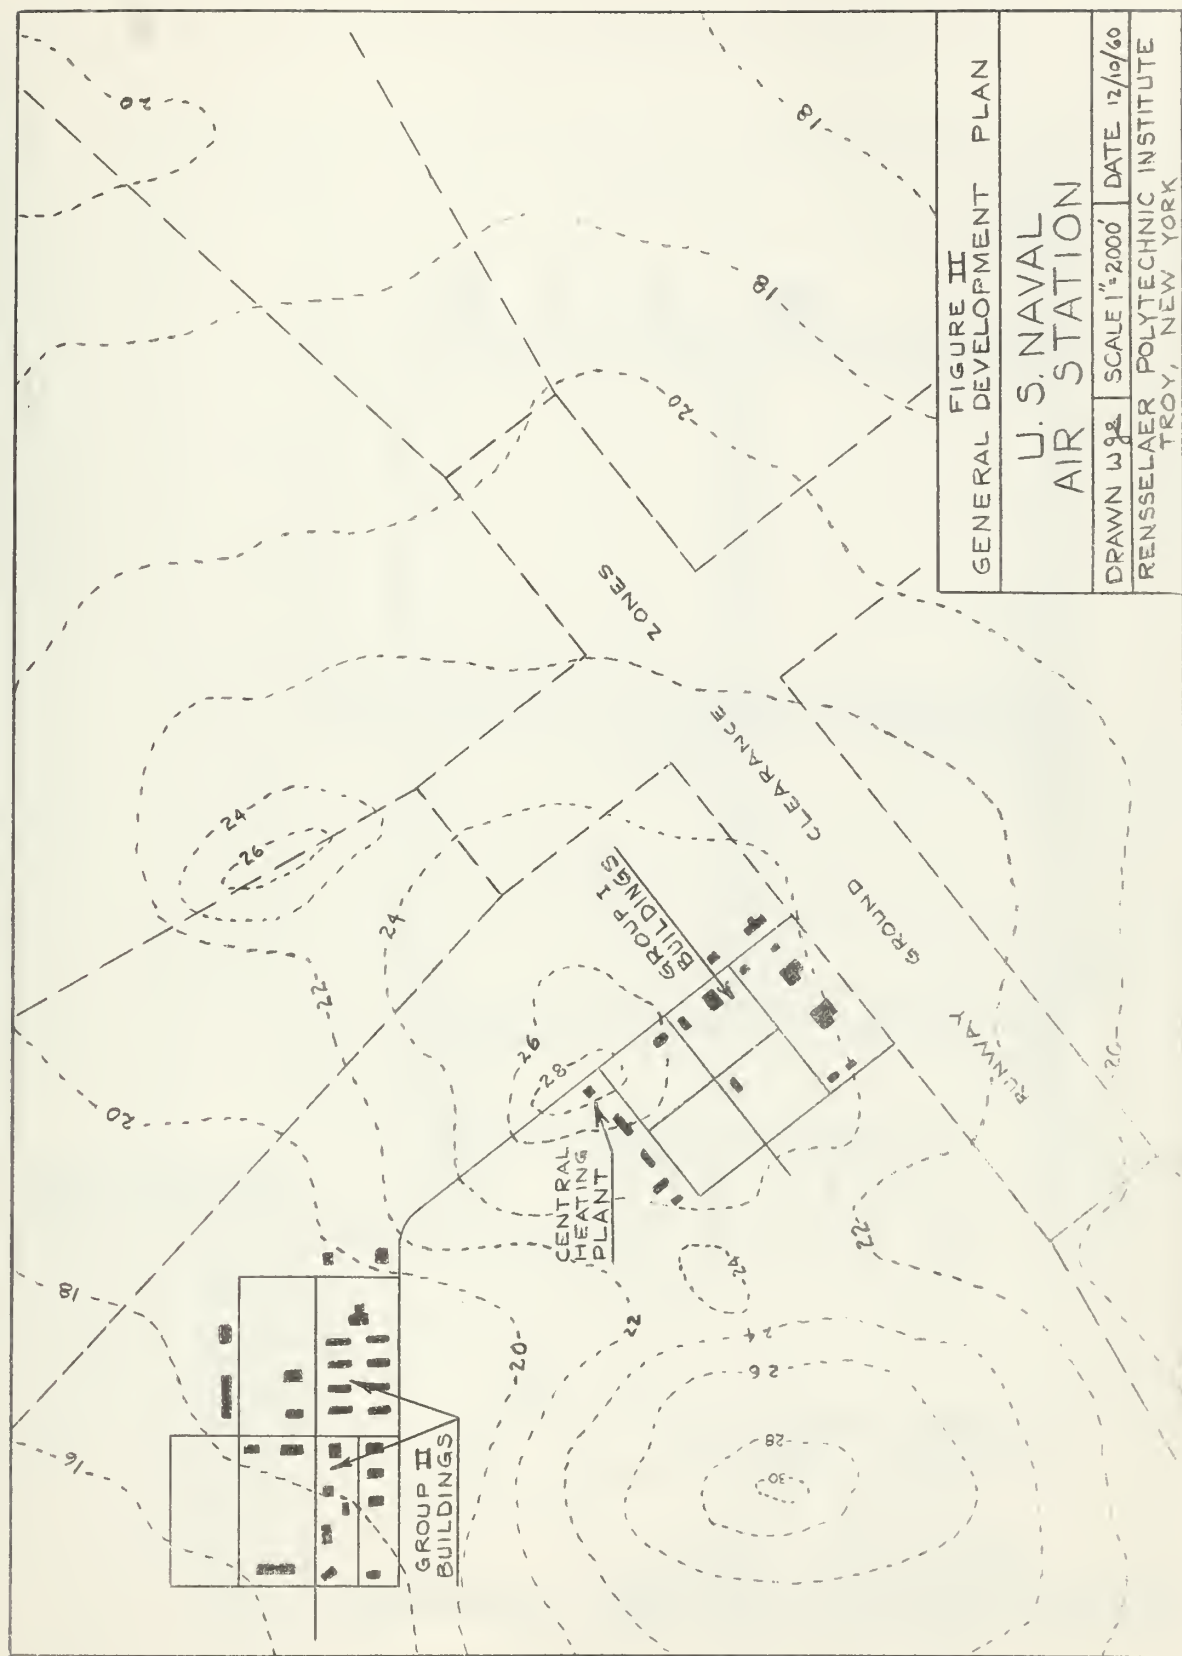 FIGURE II
GENERAL DEVELOPMENT PLAN
U. S. NAVAL
AIR STATION
DRAWN wge SCALE 1"=2000' DATE 12/10/60
RENSSELAER POLYTECHNIC INSTITUTE
TROY, NEW YORK
GROUP II
BUILDINGS
CENTRAL
HEATING
PLANT
GROUP I
BUILDINGS
RUNWAY GROUND CLEARANCE ZONES
16
18
20
22
24
26
20
18
18
20
24
26
28
20
22
24
22
24
26
28
30